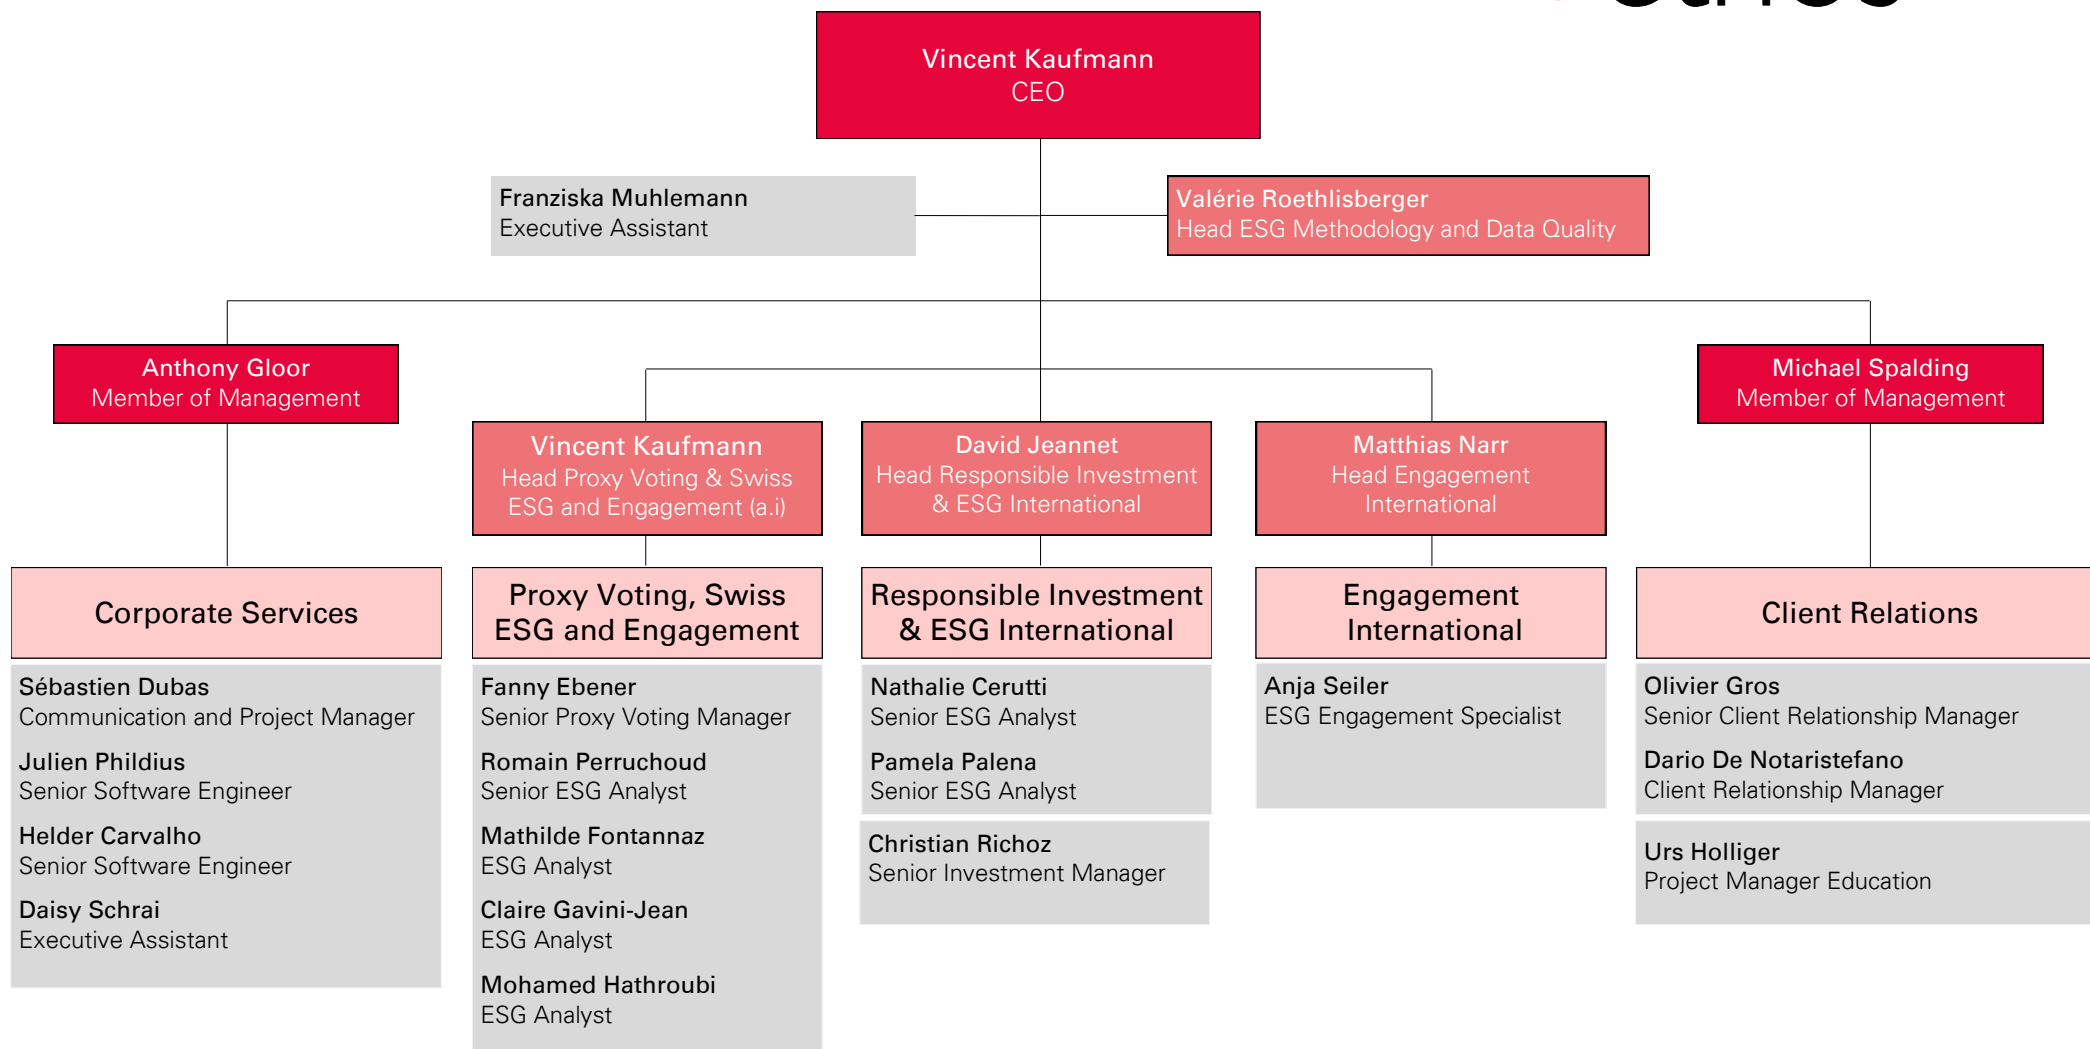 Vincent Kaufmann
CEO
Franziska Muhlemann
Executive Assistant
Valérie Roethlisberger
Head ESG Methodology and Data Quality
Anthony Gloor
Member of Management
Michael Spalding
Member of Management
Vincent Kaufmann
Head Proxy Voting & Swiss
ESG and Engagement (a.i)
David Jeannet
Head Responsible Investment
& ESG International
Matthias Narr
Head Engagement
International
Corporate Services
Sébastien Dubas
Communication and Project Manager
Julien Phildius
Senior Software Engineer
Helder Carvalho
Senior Software Engineer
Daisy Schrai
Executive Assistant
Proxy Voting, Swiss
ESG and Engagement
Fanny Ebener
Senior Proxy Voting Manager
Romain Perruchoud
Senior ESG Analyst
Mathilde Fontannaz
ESG Analyst
Claire Gavini-Jean
ESG Analyst
Mohamed Hathroubi
ESG Analyst
Responsible Investment
& ESG International
Nathalie Cerutti
Senior ESG Analyst
Pamela Palena
Senior ESG Analyst
Christian Richoz
Senior Investment Manager
Engagement
International
Anja Seiler
ESG Engagement Specialist
Client Relations
Olivier Gros
Senior Client Relationship Manager
Dario De Notaristefano
Client Relationship Manager
Urs Holliger
Project Manager Education